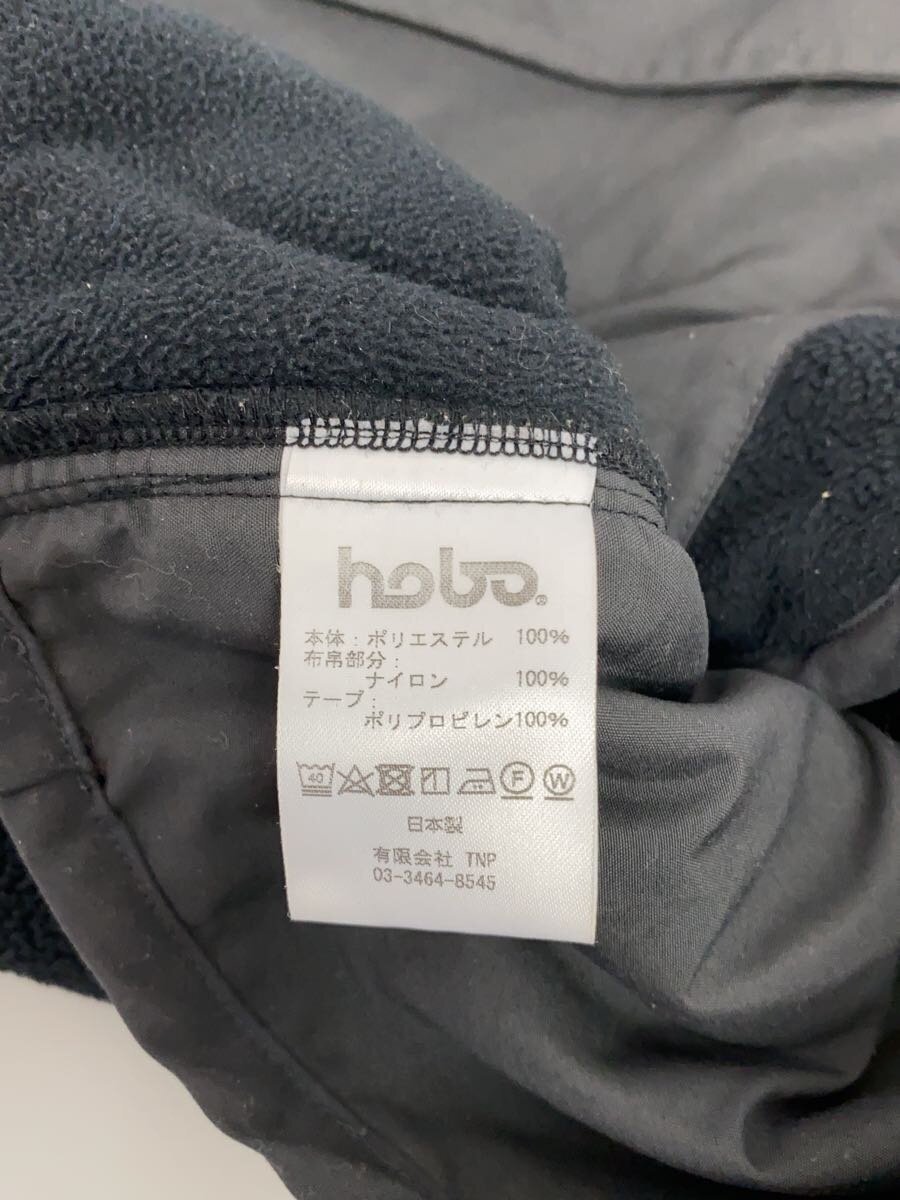 hobo®
本体：ポリエステル 100%
布帛部分：
ナイロン 100%
テープ：
ポリプロピレン100%
40 F W
日本製
有限会社 TNP
03-3464-8545